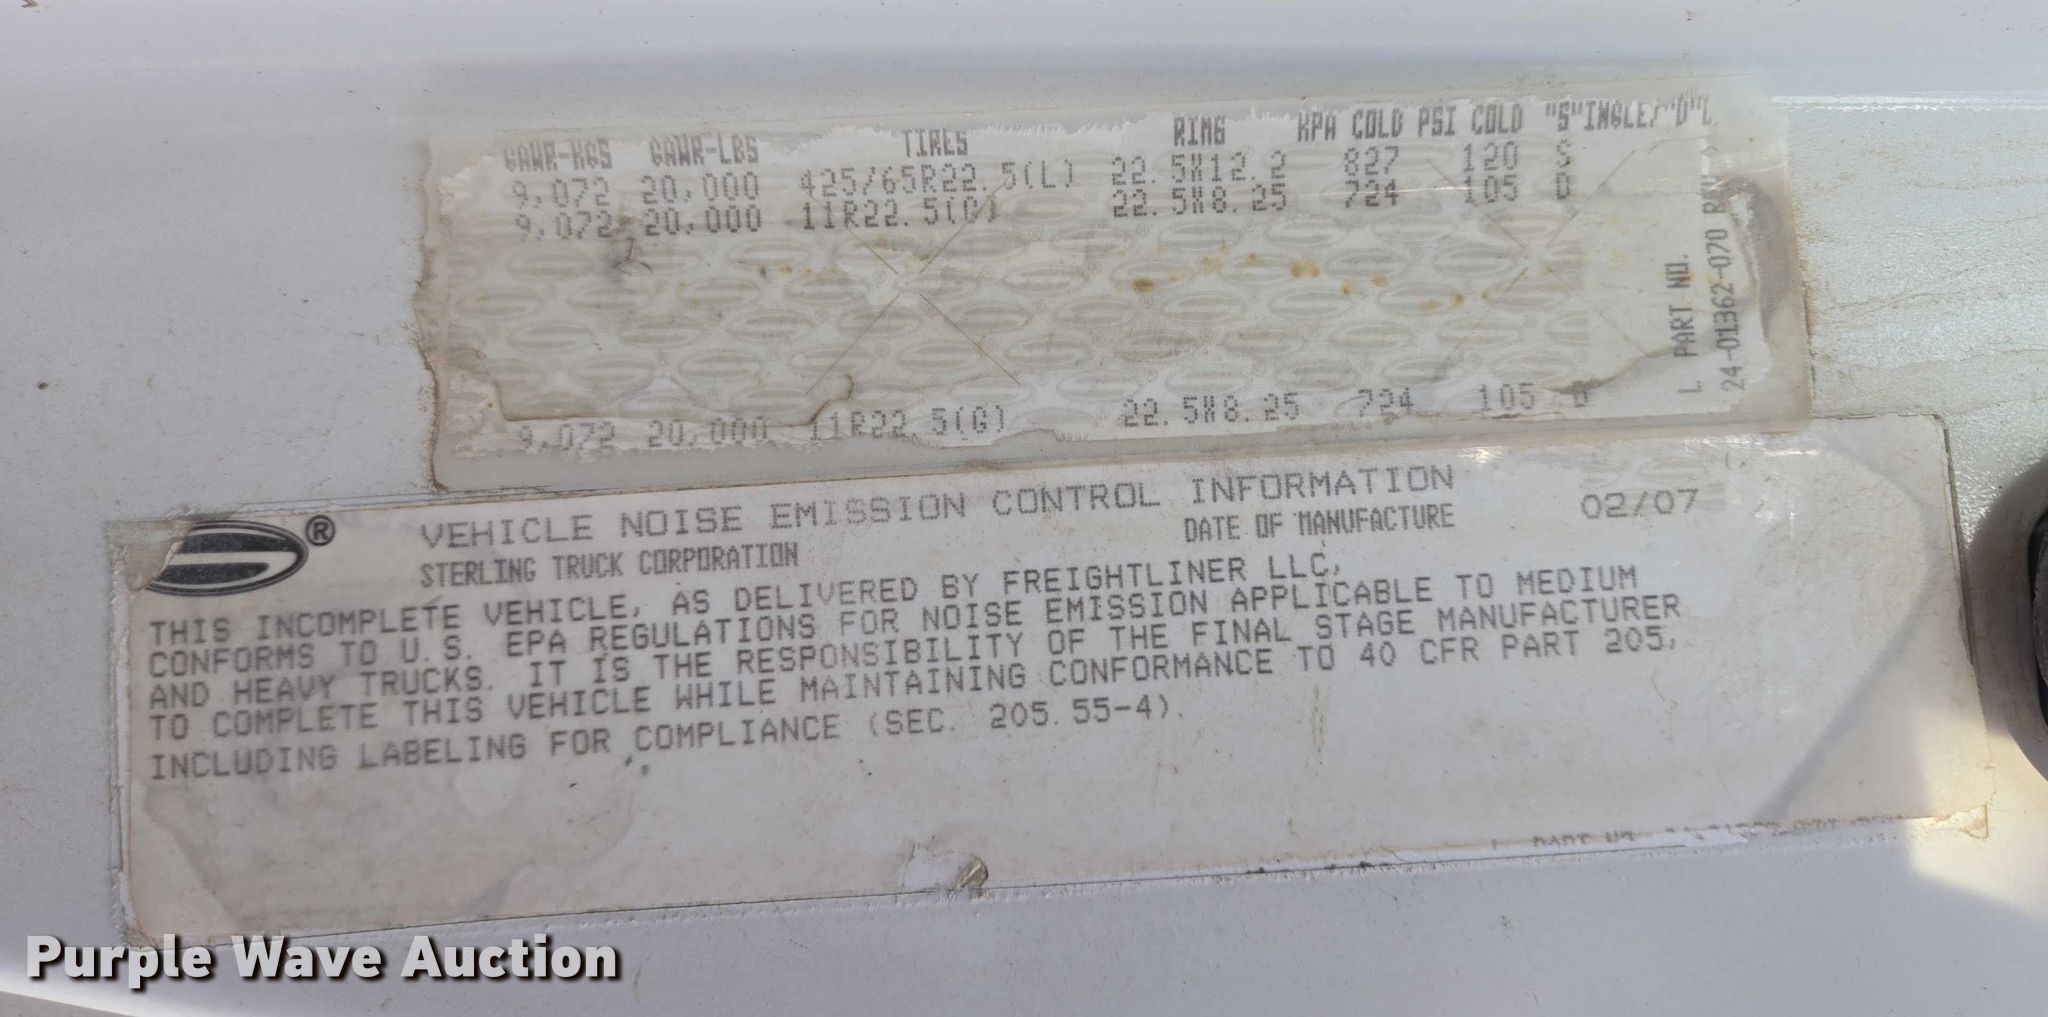 GAWR-KGS GAWR-LBS TIRES RIMS KPA COLD PSI COLD "S"INGLE/"D"
9,072 20,000 425/65R22.5(L) 22.5X12.2 827 120 S
9,072 20,000 11R22.5(G) 22.5X8.25 724 105 D
9,072 20,000 11R22.5(G) 22.5X8.25 724 105 D
L PART NO.
24-01362-070
®
VEHICLE NOISE EMISSION CONTROL INFORMATION
STERLING TRUCK CORPORATION DATE OF MANUFACTURE 02/07
THIS INCOMPLETE VEHICLE, AS DELIVERED BY FREIGHTLINER LLC,
CONFORMS TO U.S. EPA REGULATIONS FOR NOISE EMISSION APPLICABLE TO MEDIUM
AND HEAVY TRUCKS. IT IS THE RESPONSIBILITY OF THE FINAL STAGE MANUFACTURER
TO COMPLETE THIS VEHICLE WHILE MAINTAINING CONFORMANCE TO 40 CFR PART 205,
INCLUDING LABELING FOR COMPLIANCE (SEC. 205.55-4).
Purple Wave Auction